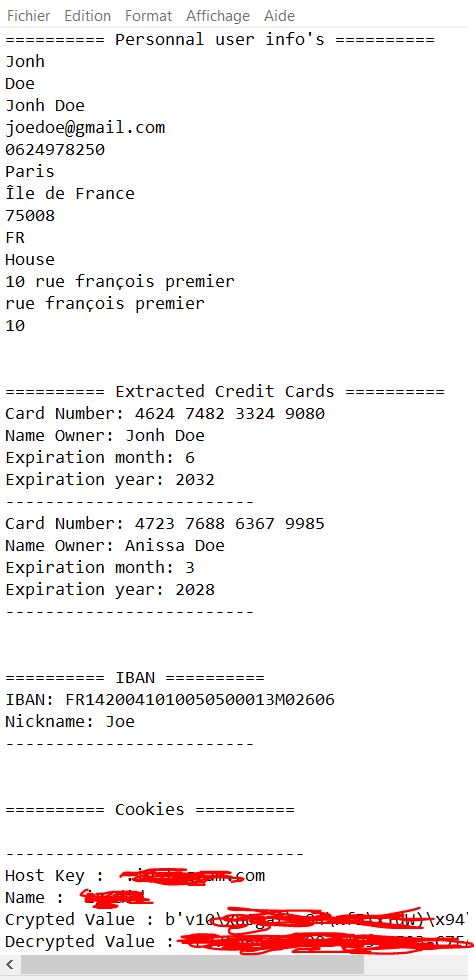 Fichier Edition Format Affichage Aide
========== Personnal user info's ==========
Jonh
Doe
Jonh Doe
joedoe@gmail.com
0624978250
Paris
Île de France
75008
FR
House
10 rue françois premier
rue françois premier
10
========== Extracted Credit Cards ==========
Card Number: 4624 7482 3324 9080
Name Owner: Jonh Doe
Expiration month: 6
Expiration year: 2032
-------------------------
Card Number: 4723 7688 6367 9985
Name Owner: Anissa Doe
Expiration month: 3
Expiration year: 2028
-------------------------
========== IBAN ==========
IBAN: FR1420041010050500013M02606
Nickname: Joe
-------------------------
========== Cookies ==========
------------------------------
Host Key : .com
Name :
Crypted Value : b'v10\x94
Decrypted Value :